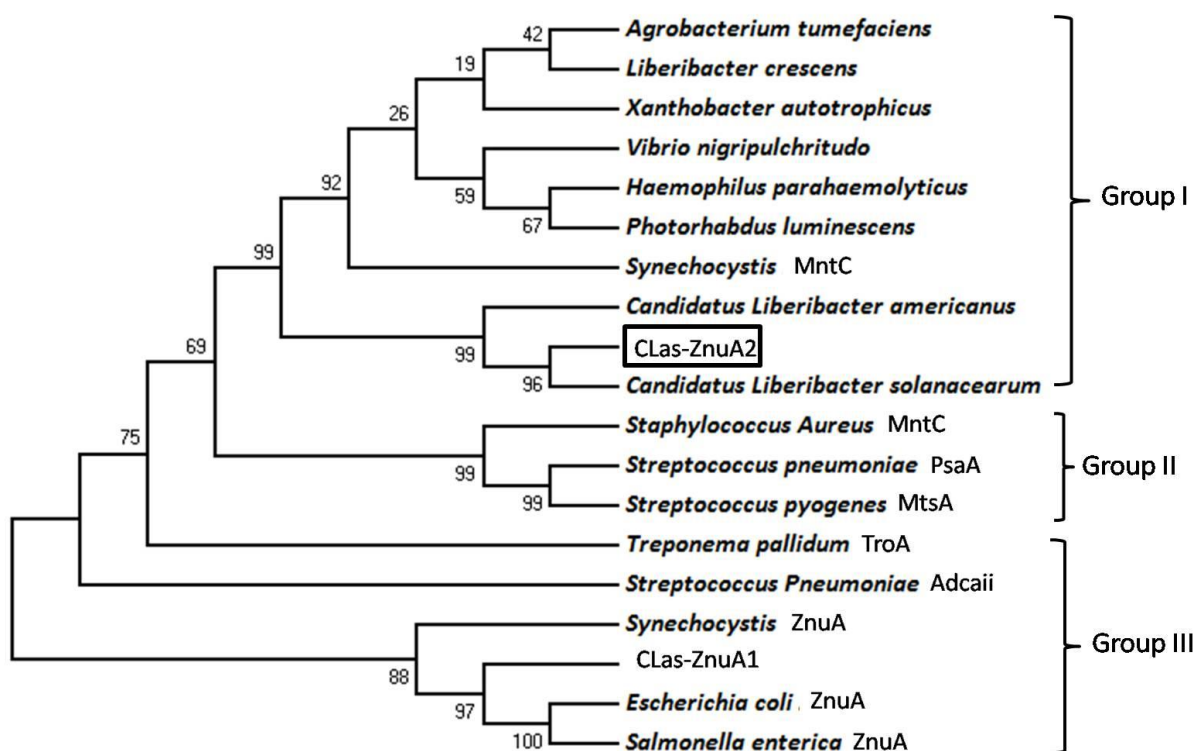 42
Agrobacterium tumefaciens
19
Liberibacter crescens
26
Xanthobacter autotrophicus
Vibrio nigripulchritudo
92
59
Haemophilus parahaemolyticus
Group I
67
Photorhabdus luminescens
99
Synechocystis MntC
Candidatus Liberibacter americanus
69
99
CLas-ZnuA2
96
Candidatus Liberibacter solanacearum
75
Staphylococcus Aureus MntC
99
Streptococcus pneumoniae PsaA
Group II
99
Streptococcus pyogenes MtsA
Treponema pallidum TroA
Streptococcus Pneumoniae Adcaii
Synechocystis ZnuA
Group III
88
CLas-ZnuA1
97
Escherichia coli . ZnuA
100
Salmonella enterica ZnuA